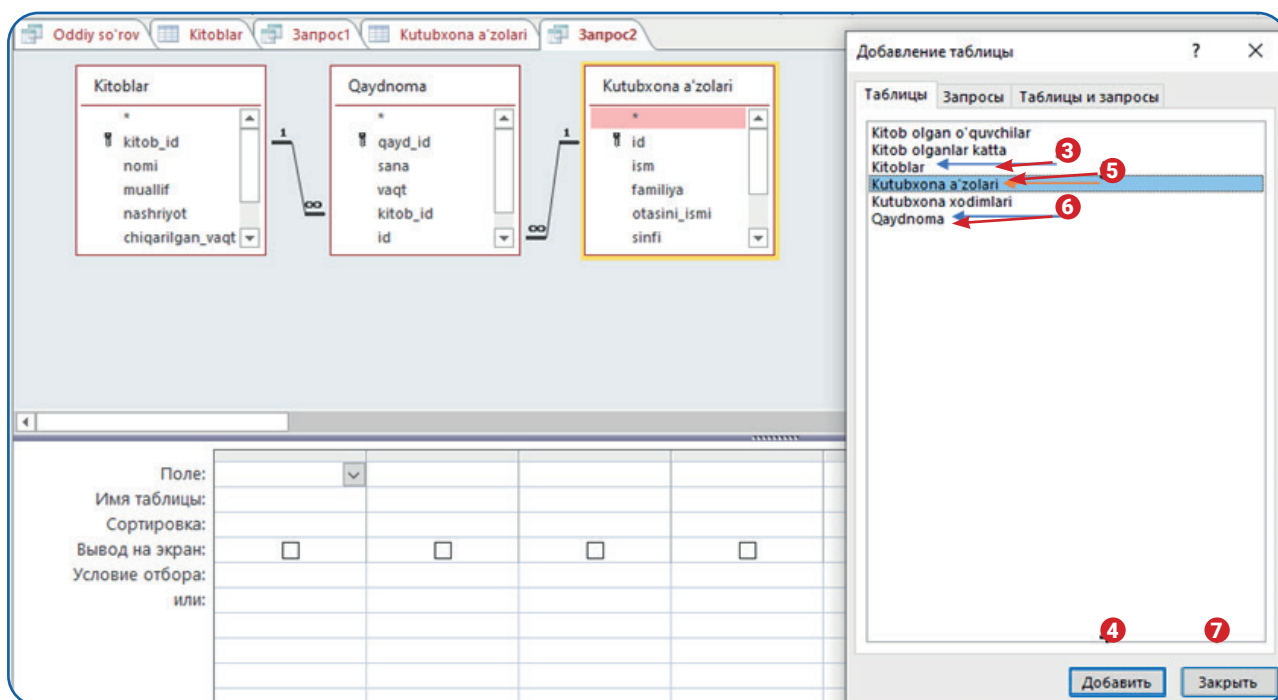 Oddiy so`rov Kitoblar Запрос1 Kutubxona a'zolari Запрос2
Kitoblar
*
kitob_id
nomi
muallif
nashriyot
chiqarilgan_vaqt
1
∞
Qaydnoma
*
qayd_id
sana
vaqt
kitob_id
id
1
∞
Kutubxona a'zolari
*
id
ism
familiya
otasini_ismi
sinfi
Поле:
Имя таблицы:
Сортировка:
Вывод на экран:
Условие отбора:
или:
Добавление таблицы ?
Таблицы Запросы Таблицы и запросы
Kitob olgan o`quvchilar
Kitob olganlar katta
Kitoblar 3
Kutubxona a'zolari 5
Kutubxona xodimlari
Qaydnoma 6
4 7
Добавить Закрыть